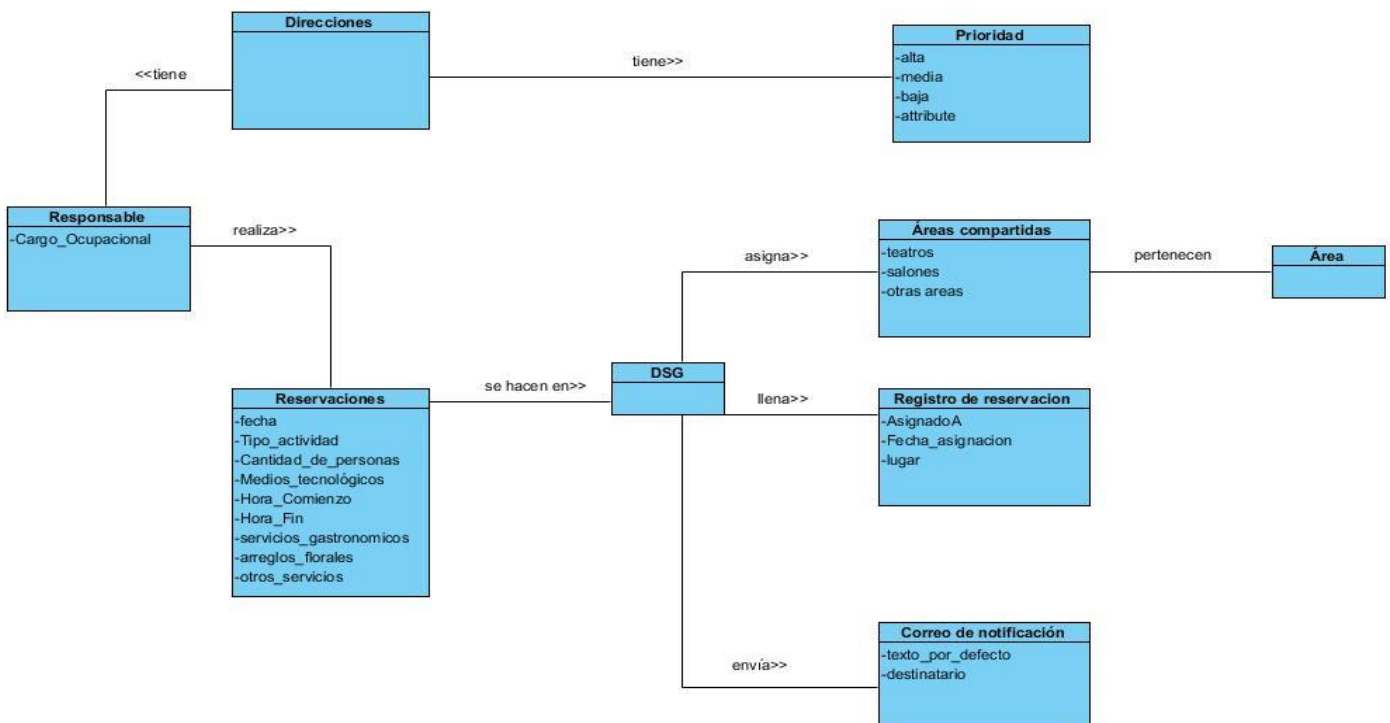 Direcciones
<<tiene
tiene>>
Prioridad
-alta
-media
-baja
-attribute
Responsable
-Cargo_Ocupacional
realiza>>
asigna>>
Áreas compartidas
-teatros
-salones
-otras areas
pertenecen
Área
Reservaciones
-fecha
-Tipo_actividad
-Cantidad_de_personas
-Medios_tecnológicos
-Hora_Comienzo
-Hora_Fin
-servicios_gastronomicos
-arreglos_florales
-otros_servicios
se hacen en>>
DSG
llena>>
Registro de reservacion
-AsignadoA
-Fecha_asignacion
-lugar
envía>>
Correo de notificación
-texto_por_defecto
-destinatario